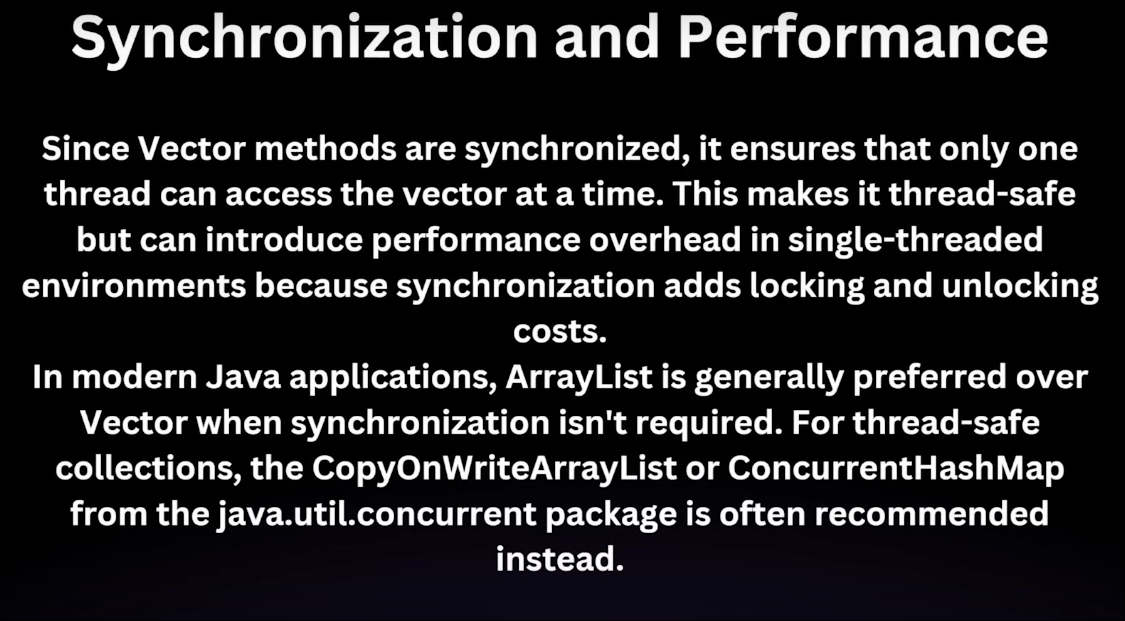 Synchronization and Performance
Since Vector methods are synchronized, it ensures that only one
thread can access the vector at a time. This makes it thread-safe
but can introduce performance overhead in single-threaded
environments because synchronization adds locking and unlocking
costs.
In modern Java applications, ArrayList is generally preferred over
Vector when synchronization isn't required. For thread-safe
collections, the CopyOnWriteArrayList or ConcurrentHashMap
from the java.util.concurrent package is often recommended
instead.